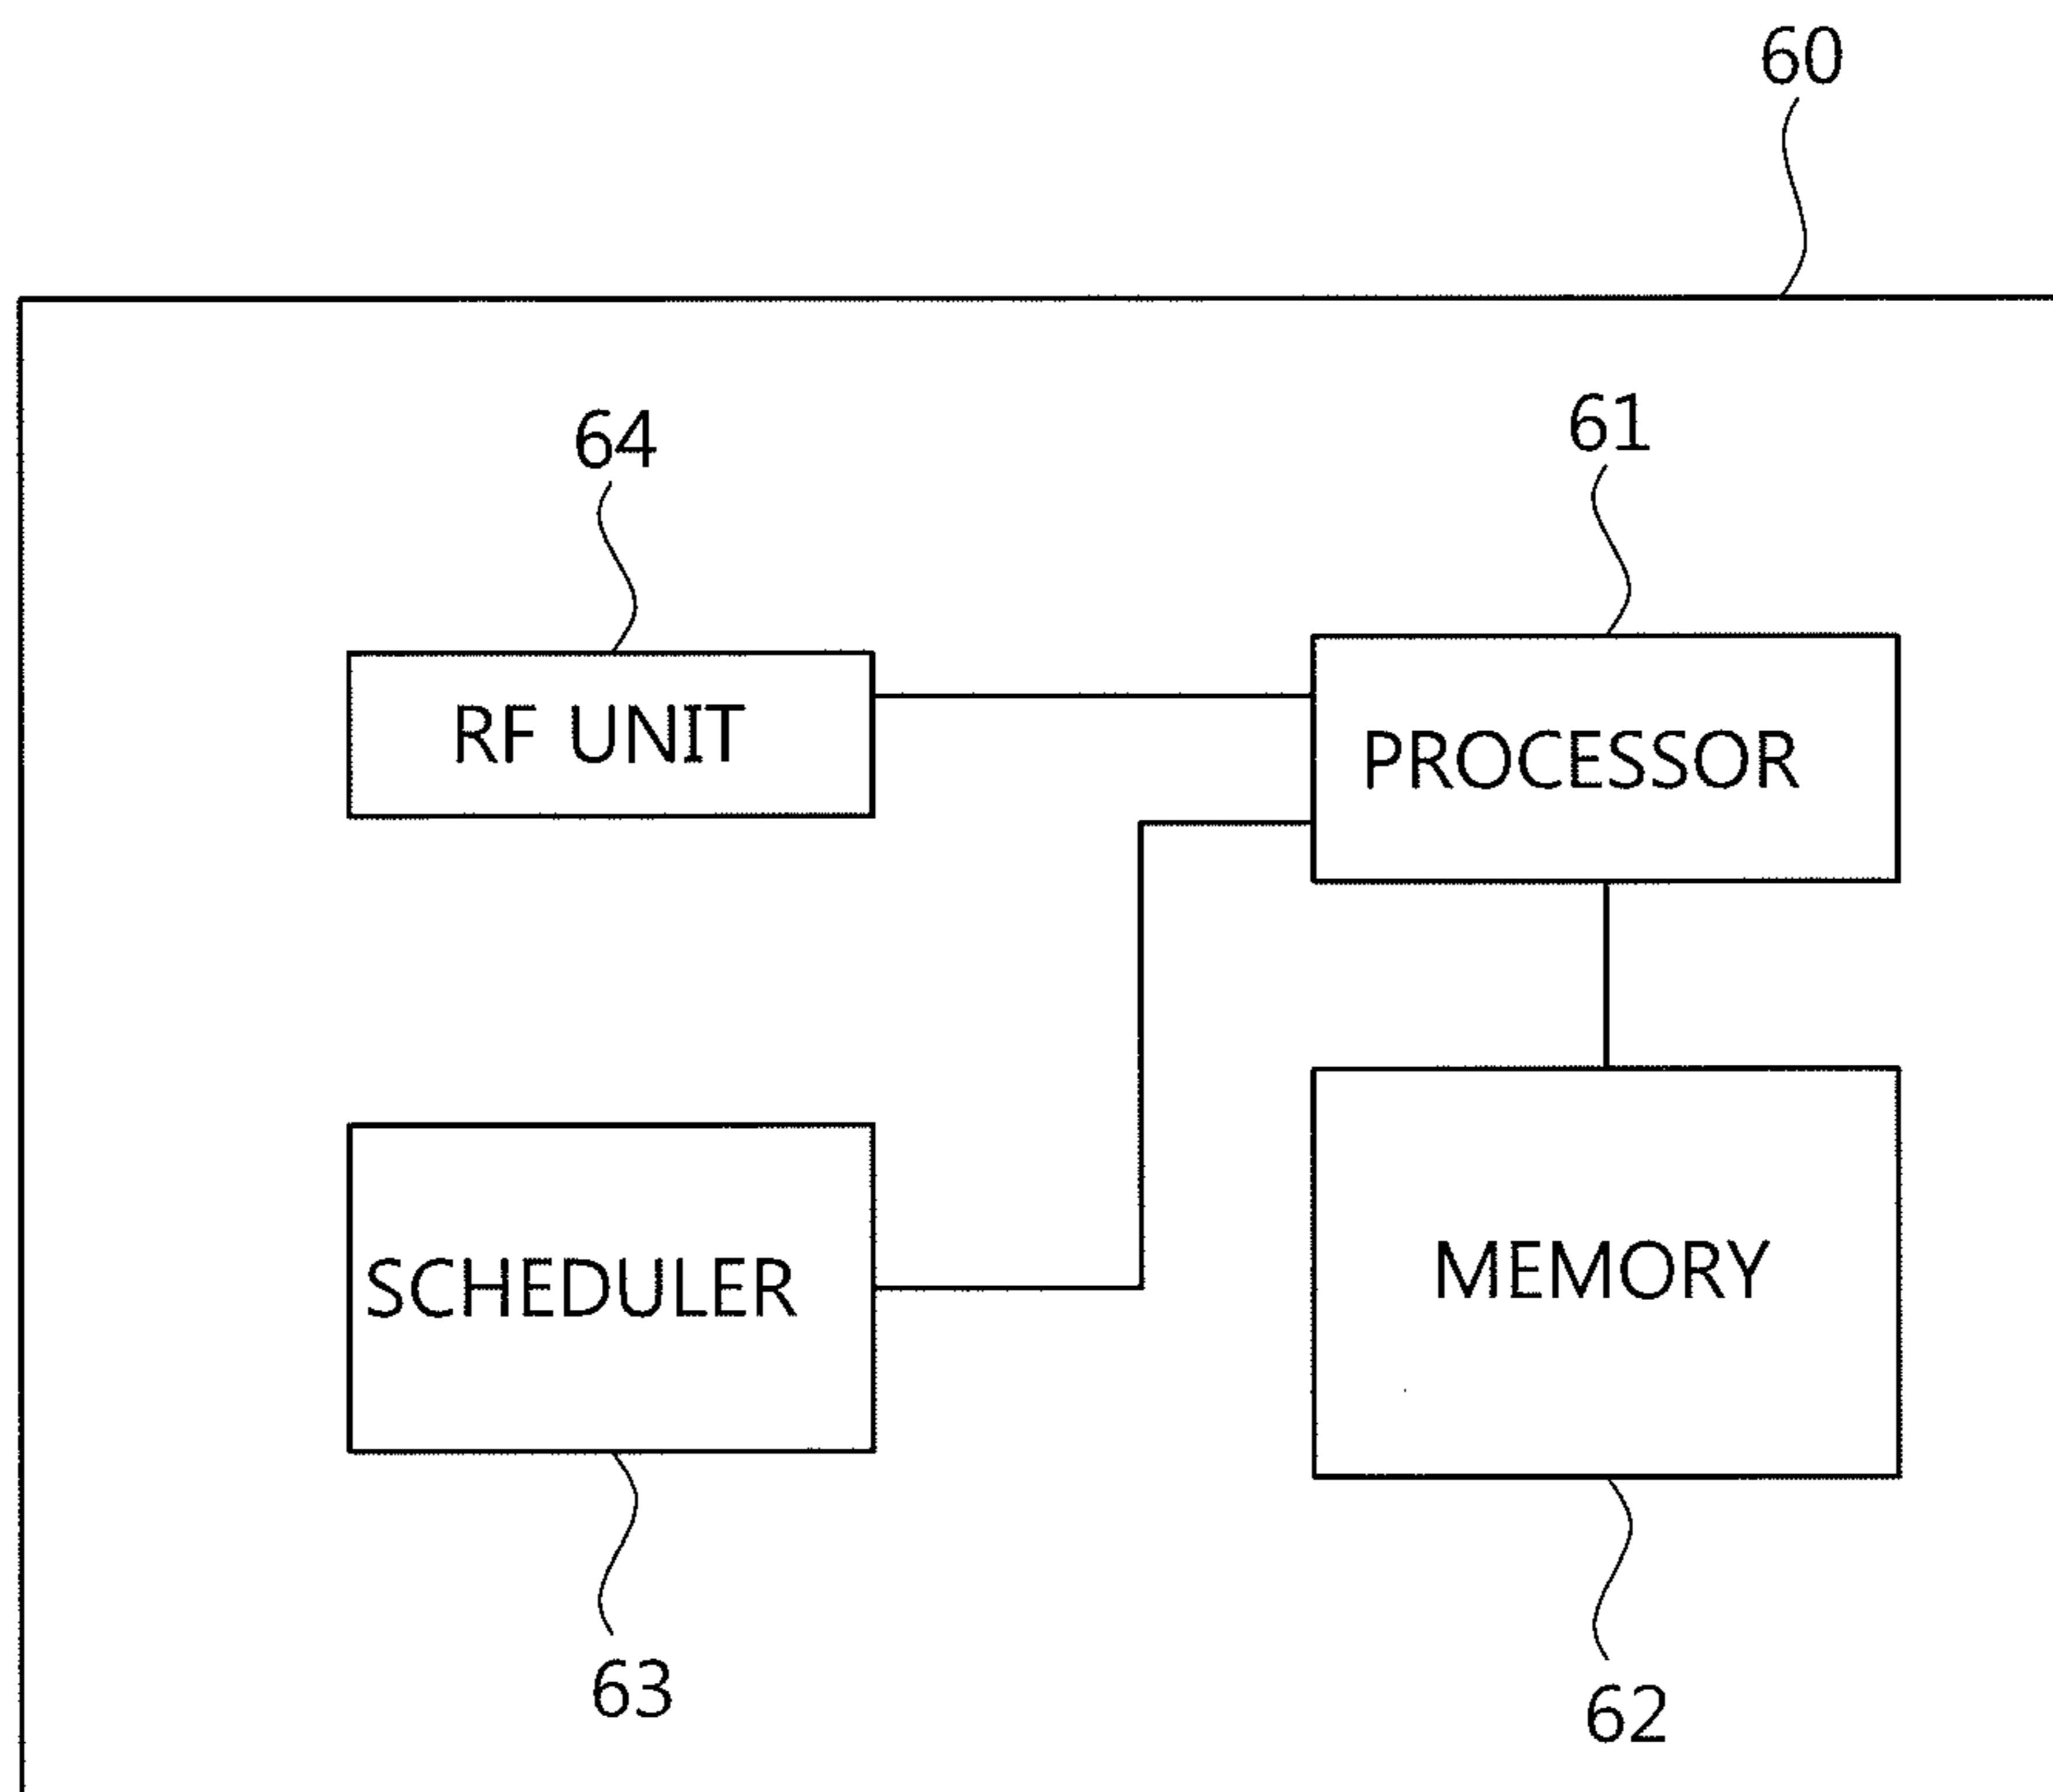 60
64
61
RF UNIT
PROCESSOR
SCHEDULER
MEMORY
63
62